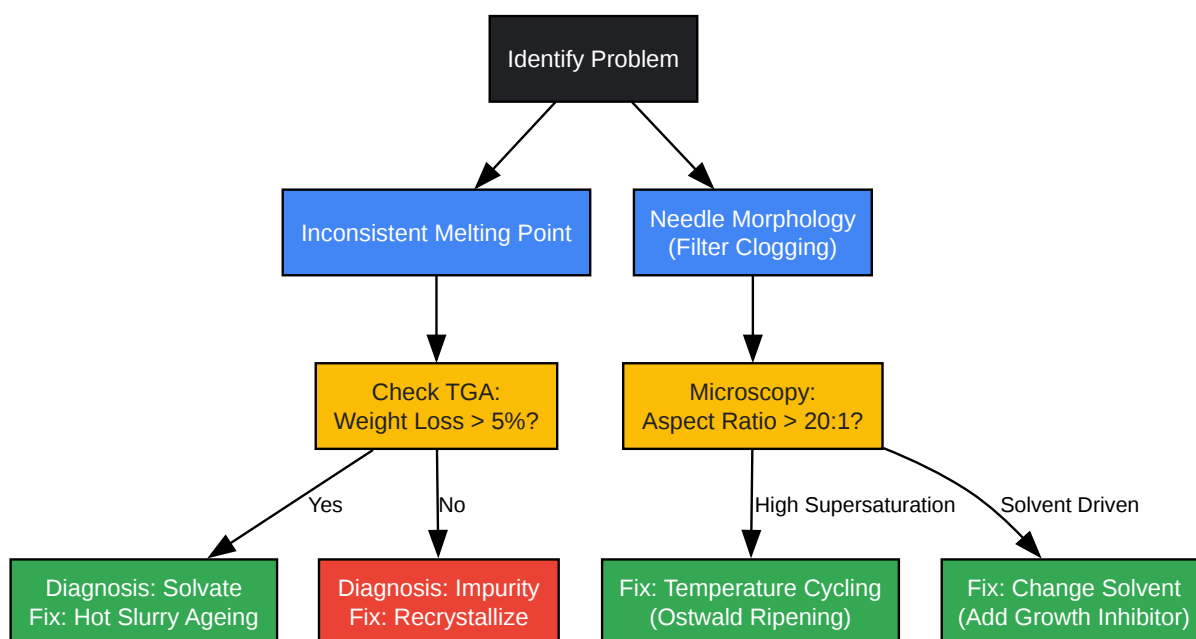 Identify Problem
Inconsistent Melting Point
Needle Morphology
(Filter Clogging)
Check TGA:
Weight Loss > 5%?
Microscopy:
Aspect Ratio > 20:1?
Yes
No
High Supersaturation
Solvent Driven
Diagnosis: Solvate
Fix: Hot Slurry Ageing
Diagnosis: Impurity
Fix: Recrystallize
Fix: Temperature Cycling
(Ostwald Ripening)
Fix: Change Solvent
(Add Growth Inhibitor)